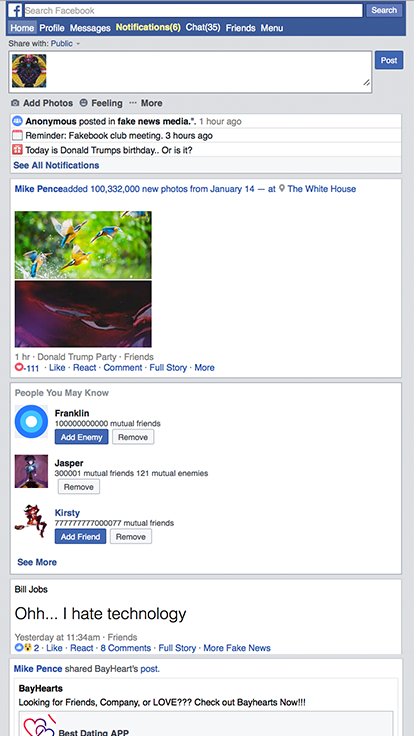 f Search Facebook Search
Home Profile Messages Notifications(6) Chat(35) Friends Menu
Share with: Public
Post
Add Photos Feeling ··· More
Anonymous posted in fake news media.". 1 hour ago
Reminder: Fakebook club meeting. 3 hours ago
Today is Donald Trumps birthday.. Or is it?
See All Notifications
Mike Penceadded 100,332,000 new photos from January 14 — at The White House
1 hr · Donald Trump Party · Friends
-111 · Like · React · Comment · Full Story · More
People You May Know
Franklin
10000000000 mutual friends
Add Enemy Remove
Jasper
300001 mutual friends 121 mutual enemies
Remove
Kirsty
777777777000077 mutual friends
Add Friend Remove
See More
Bill Jobs
Ohh... I hate technology
Yesterday at 11:34am · Friends
2 · Like · React · 8 Comments · Full Story · More Fake News
Mike Pence shared BayHeart's post.
BayHearts
Looking for Friends, Company, or LOVE??? Check out Bayhearts Now!!!
Best Dating APP